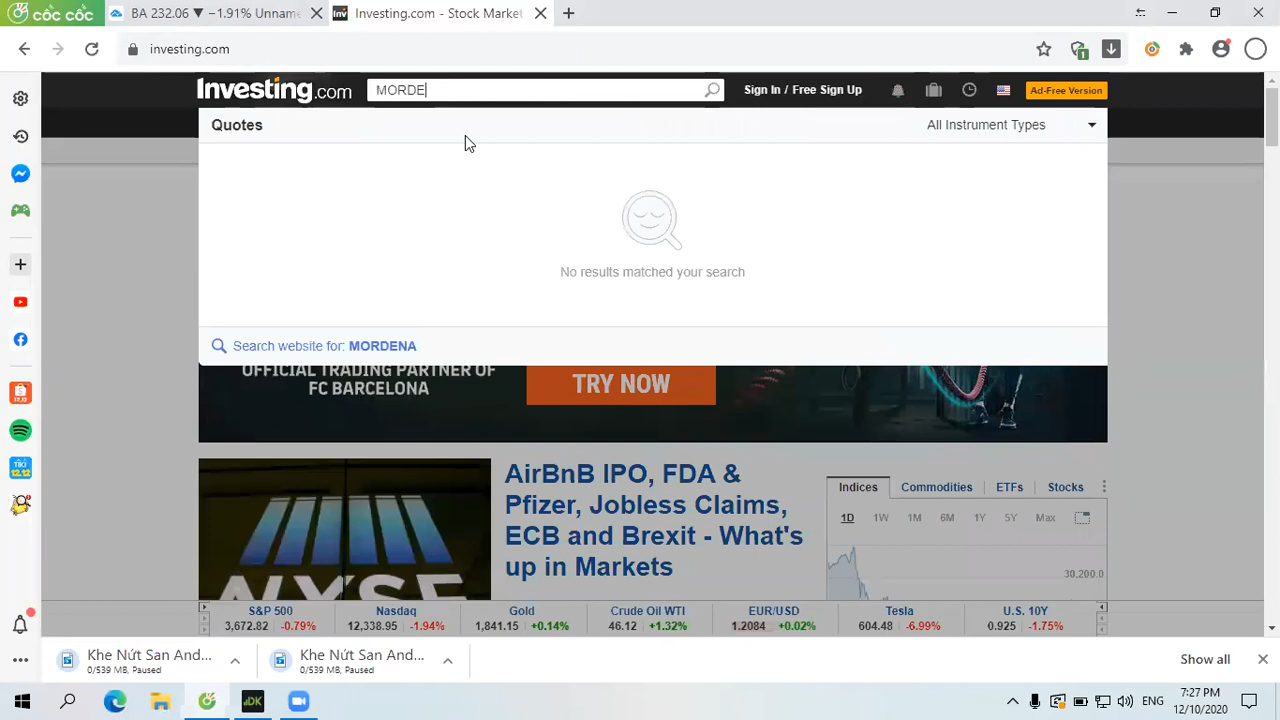 cốc cốc
BA 232.06 ▼ −1.91% Unname
Investing.com - Stock Market
investing.com
1
Investing.com
MORDE
Sign In / Free Sign Up
Ad-Free Version
Quotes
All Instrument Types
No results matched your search
Search website for: MORDENA
OFFICIAL TRADING PARTNER OF
FC BARCELONA
TRY NOW
NYSE
AirBnB IPO, FDA &
Pfizer, Jobless Claims,
ECB and Brexit - What's
up in Markets
Indices
Commodities
ETFs
Stocks
1D
1W
1M
6M
1Y
5Y
Max
30,200.0
S&P 500
3,672.82 -0.79%
Nasdaq
12,338.95 -1.94%
Gold
1,841.15 +0.14%
Crude Oil WTI
46.12 +1.32%
EUR/USD
1.2084 +0.02%
Tesla
604.48 -6.99%
U.S. 10Y
0.925 -1.75%
Khe Nứt San And...
0/539 MB, Paused
Khe Nứt San And...
0/539 MB, Paused
Show all
DK
ENG
7:27 PM
12/10/2020